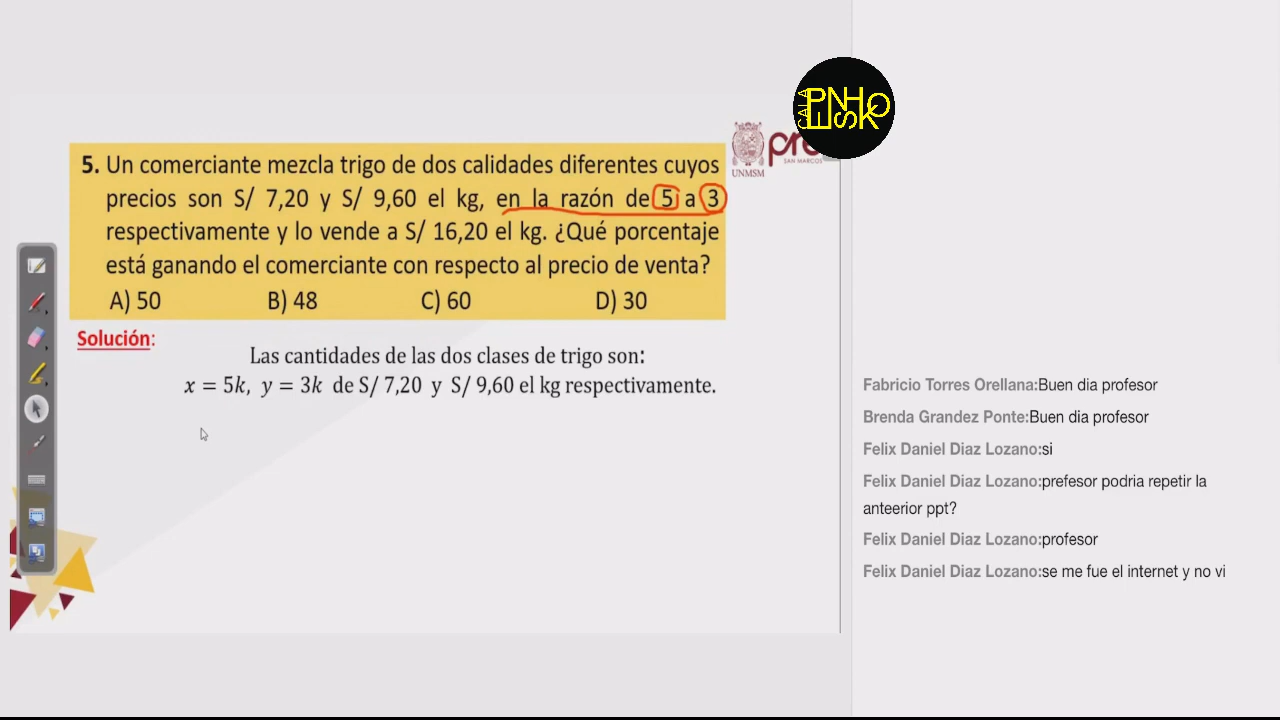 CALA
PENHO
ESSK
pre
SAN MARCOS
UNMSM
5. Un comerciante mezcla trigo de dos calidades diferentes cuyos
precios son S/ 7,20 y S/ 9,60 el kg, en la razón de 5 a 3
respectivamente y lo vende a S/ 16,20 el kg. ¿Qué porcentaje
está ganando el comerciante con respecto al precio de venta?
A) 50 B) 48 C) 60 D) 30
Solución:
Las cantidades de las dos clases de trigo son:
x = 5k, y = 3k de S/ 7,20 y S/ 9,60 el kg respectivamente.
Fabricio Torres Orellana:Buen dia profesor
Brenda Grandez Ponte:Buen dia profesor
Felix Daniel Diaz Lozano:si
Felix Daniel Diaz Lozano:prefesor podria repetir la
anteerior ppt?
Felix Daniel Diaz Lozano:profesor
Felix Daniel Diaz Lozano:se me fue el internet y no vi